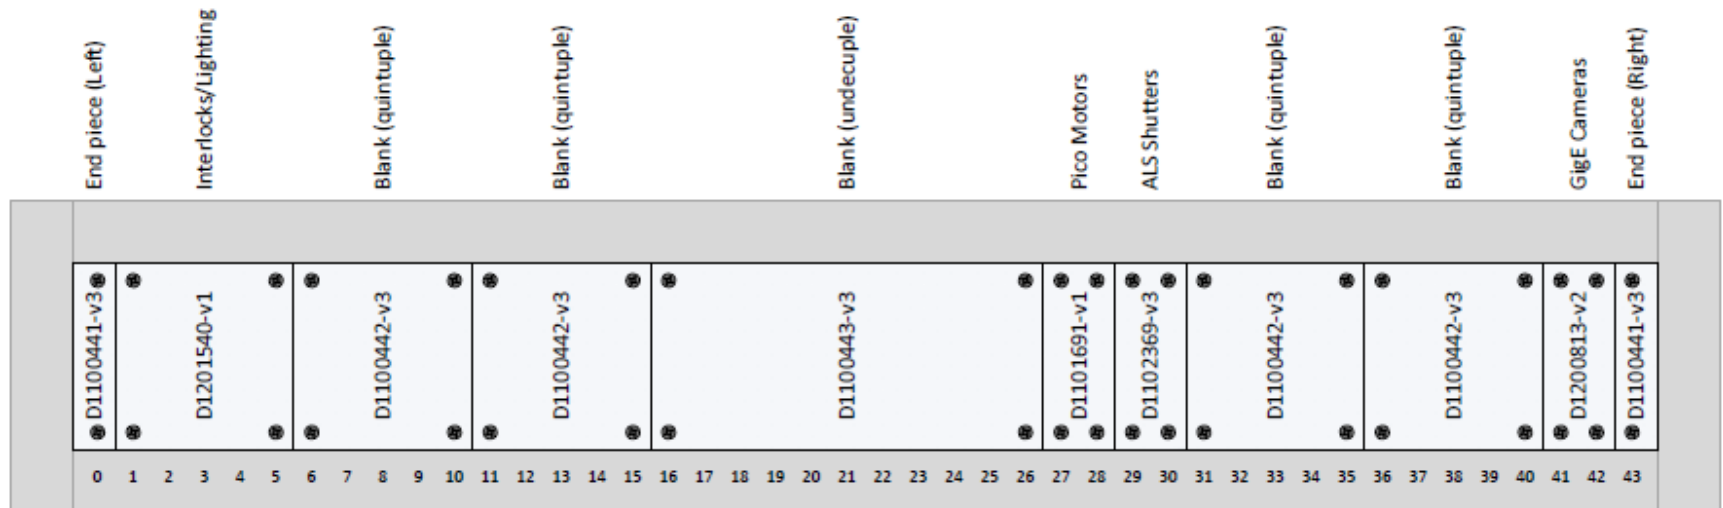 End piece (Left)
Interlocks/Lighting
Blank (quintuple)
Blank (quintuple)
Blank (undecuple)
Pico Motors
ALS Shutters
Blank (quintuple)
Blank (quintuple)
GigE Cameras
End piece (Right)
D1100441-v3
D1201540-v1
D1100442-v3
D1100442-v3
D1100443-v3
D1101691-v1
D1102369-v3
D1100442-v3
D1100442-v3
D1200813-v2
D1100441-v3
0 1 2 3 4 5 6 7 8 9 10 11 12 13 14 15 16 17 18 19 20 21 22 23 24 25 26 27 28 29 30 31 32 33 34 35 36 37 38 39 40 41 42 43